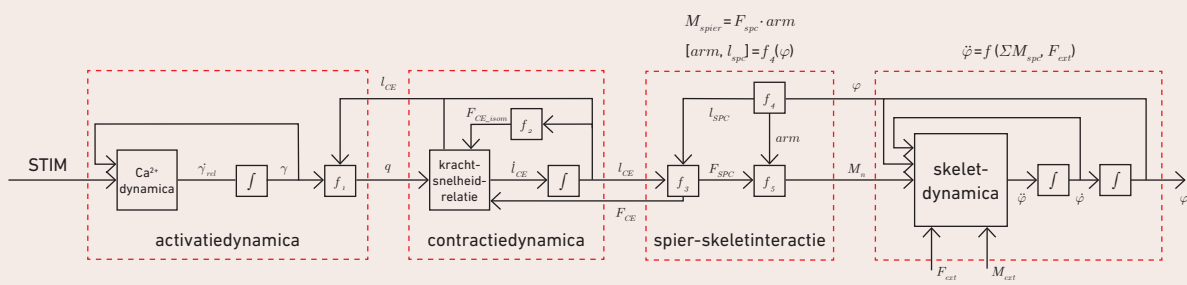 M_spier = F_spc · arm
[arm, l_spc] = f_4(φ)
φ̈ = f (ΣM_spc, F_ext)
l_CE
φ
F_CE_isom
f_2
f_4
l_SPC
arm
STIM
Ca²⁺
dynamica
γ̇_rel
∫
γ
f_1
q
kracht-
snelheid-
relatie
l̇_CE
∫
l_CE
f_3
F_SPC
f_5
M_n
skelet-
dynamica
φ̈
∫
φ̇
∫
φ
F_CE
activatiedynamica
contractiedynamica
spier-skeletinteractie
F_ext
M_ext